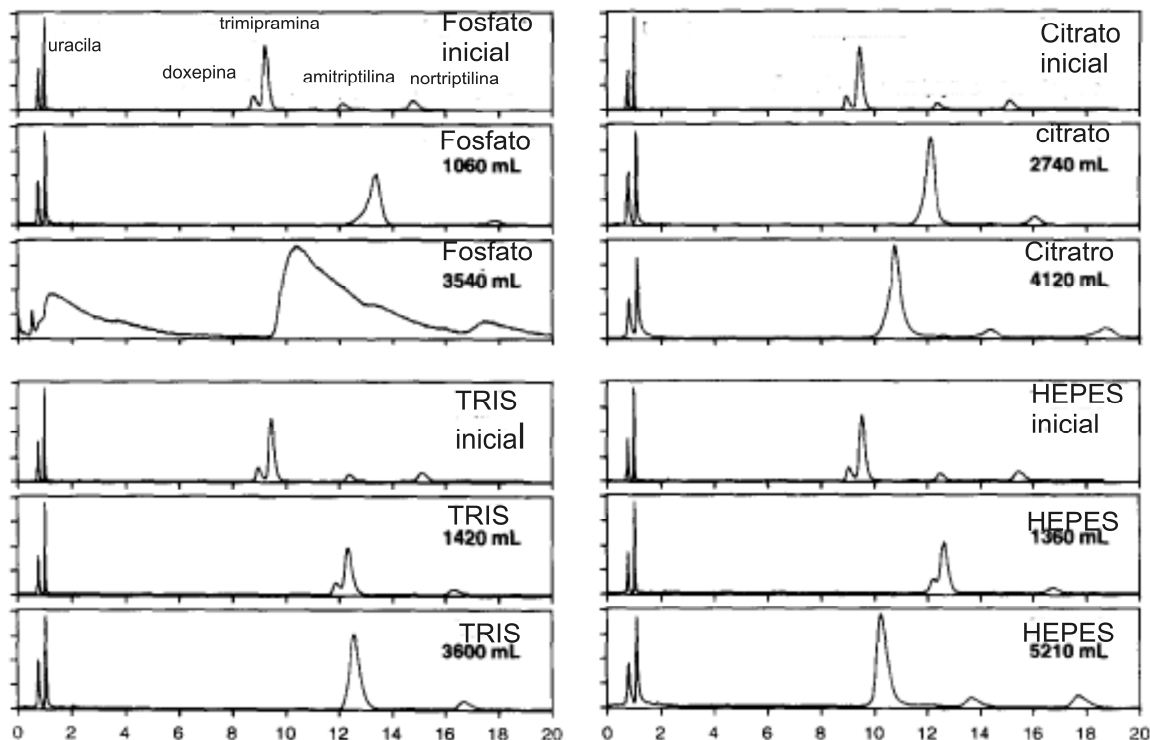 trimipramina
Fosfato
inicial
uracila
doxepina
amitriptilina
nortriptilina
Citrato
inicial
Fosfato
1060 mL
citrato
2740 mL
Fosfato
3540 mL
Citratro
4120 mL
TRIS
inicial
HEPES
inicial
TRIS
1420 mL
HEPES
1360 mL
TRIS
3600 mL
HEPES
5210 mL
0 2 4 6 8 10 12 14 16 18 20
0 2 4 6 8 10 12 14 16 18 20